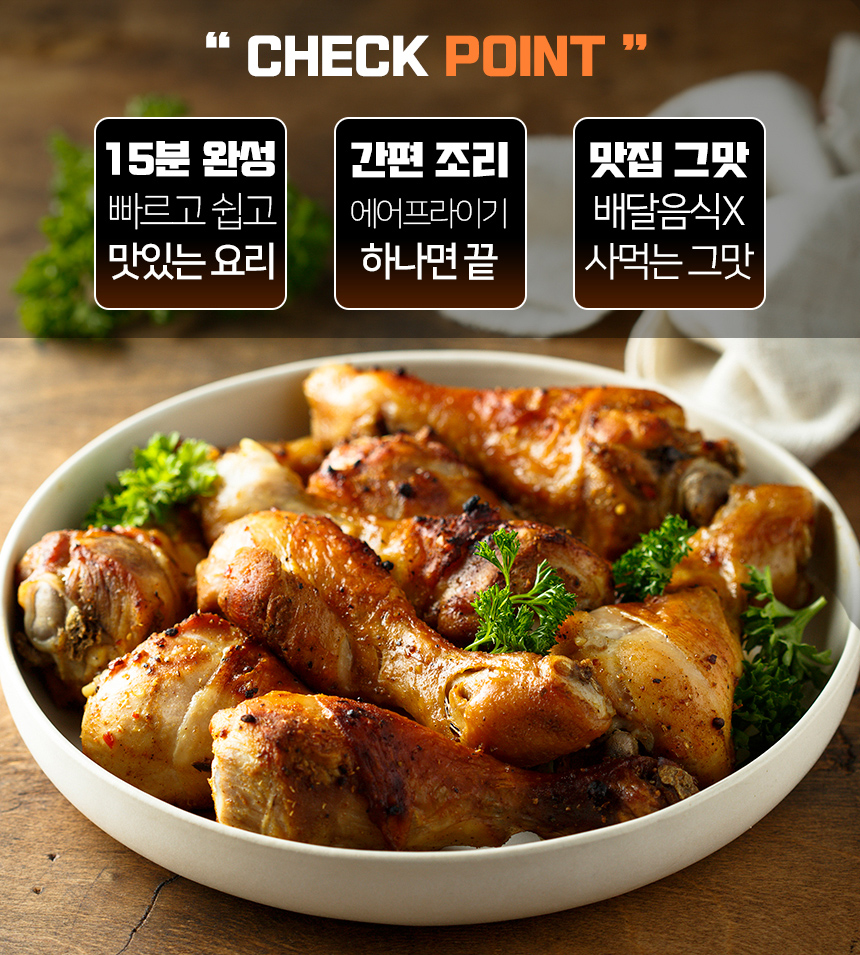 “ CHECK POINT ”
15분 완성
빠르고 쉽고
맛있는 요리
간편 조리
에어프라이기
하나면 끝
맛집 그맛
배달음식X
사먹는 그맛